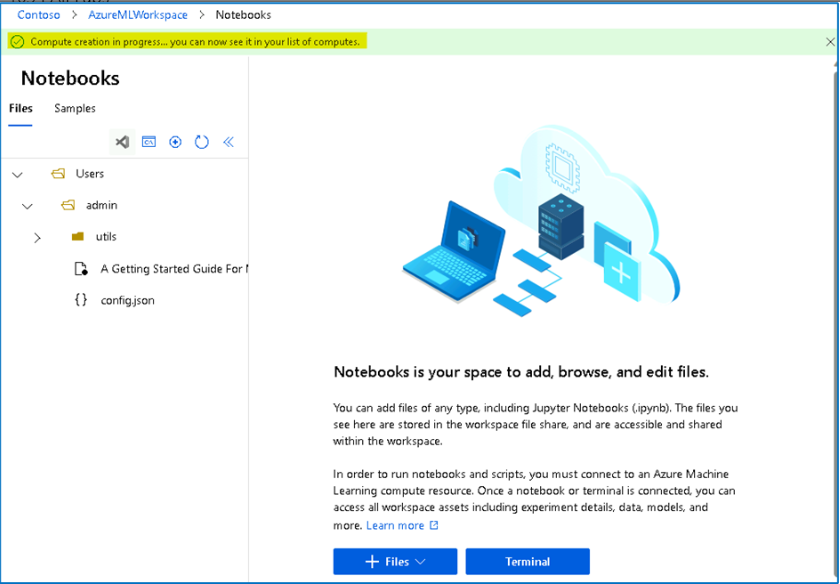 Contoso > AzureMLWorkspace > Notebooks
Compute creation in progress... you can now see it in your list of computes.
Notebooks
Files Samples
Users
admin
utils
A Getting Started Guide For
{} config.json
Notebooks is your space to add, browse, and edit files.
You can add files of any type, including Jupyter Notebooks (.ipynb). The files you
see here are stored in the workspace file share, and are accessible and shared
within the workspace.
In order to run notebooks and scripts, you must connect to an Azure Machine
Learning compute resource. Once a notebook or terminal is connected, you can
access all workspace assets including experiment details, data, models, and
more. Learn more
+ Files
Terminal